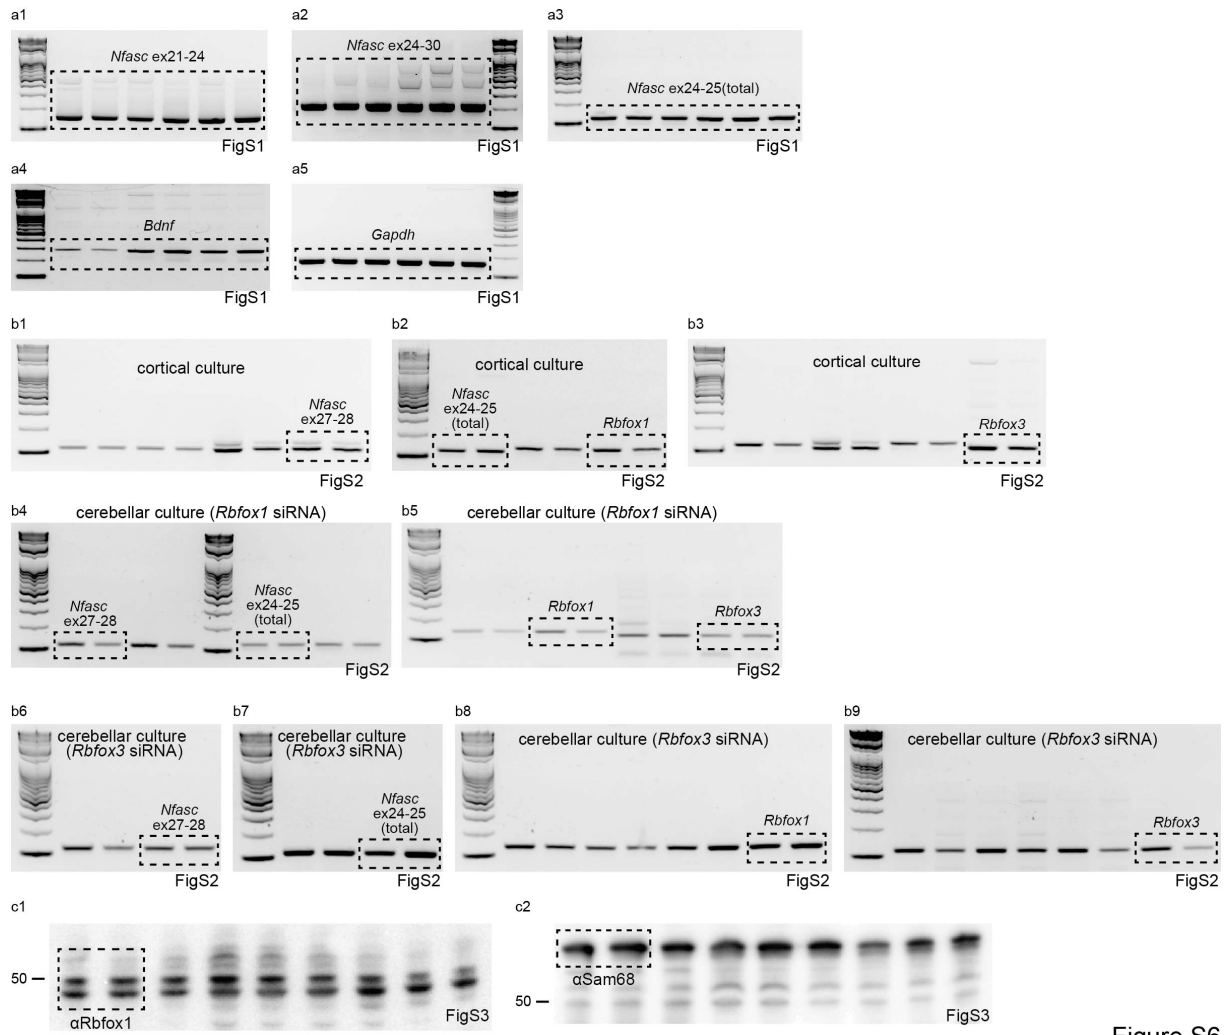 a1
a2
a3
Nfasc ex21-24
Nfasc ex24-30
Nfasc ex24-25(total)
FigS1
FigS1
FigS1
a4
a5
Bdnf
Gapdh
FigS1
FigS1
b1
b2
b3
cortical culture
Nfasc
ex27-28
FigS2
cortical culture
Nfasc
ex24-25
(total)
Rbfox1
FigS2
cortical culture
Rbfox3
FigS2
b4
cerebellar culture (Rbfox1 siRNA)
Nfasc
ex27-28
Nfasc
ex24-25
(total)
FigS2
b5
cerebellar culture (Rbfox1 siRNA)
Rbfox1
Rbfox3
FigS2
b6
cerebellar culture
(Rbfox3 siRNA)
Nfasc
ex27-28
FigS2
b7
cerebellar culture
(Rbfox3 siRNA)
Nfasc
ex24-25
(total)
FigS2
b8
cerebellar culture (Rbfox3 siRNA)
Rbfox1
FigS2
b9
cerebellar culture (Rbfox3 siRNA)
Rbfox3
FigS2
c1
50
αRbfox1
FigS3
c2
αSam68
50
FigS3
Figure S6